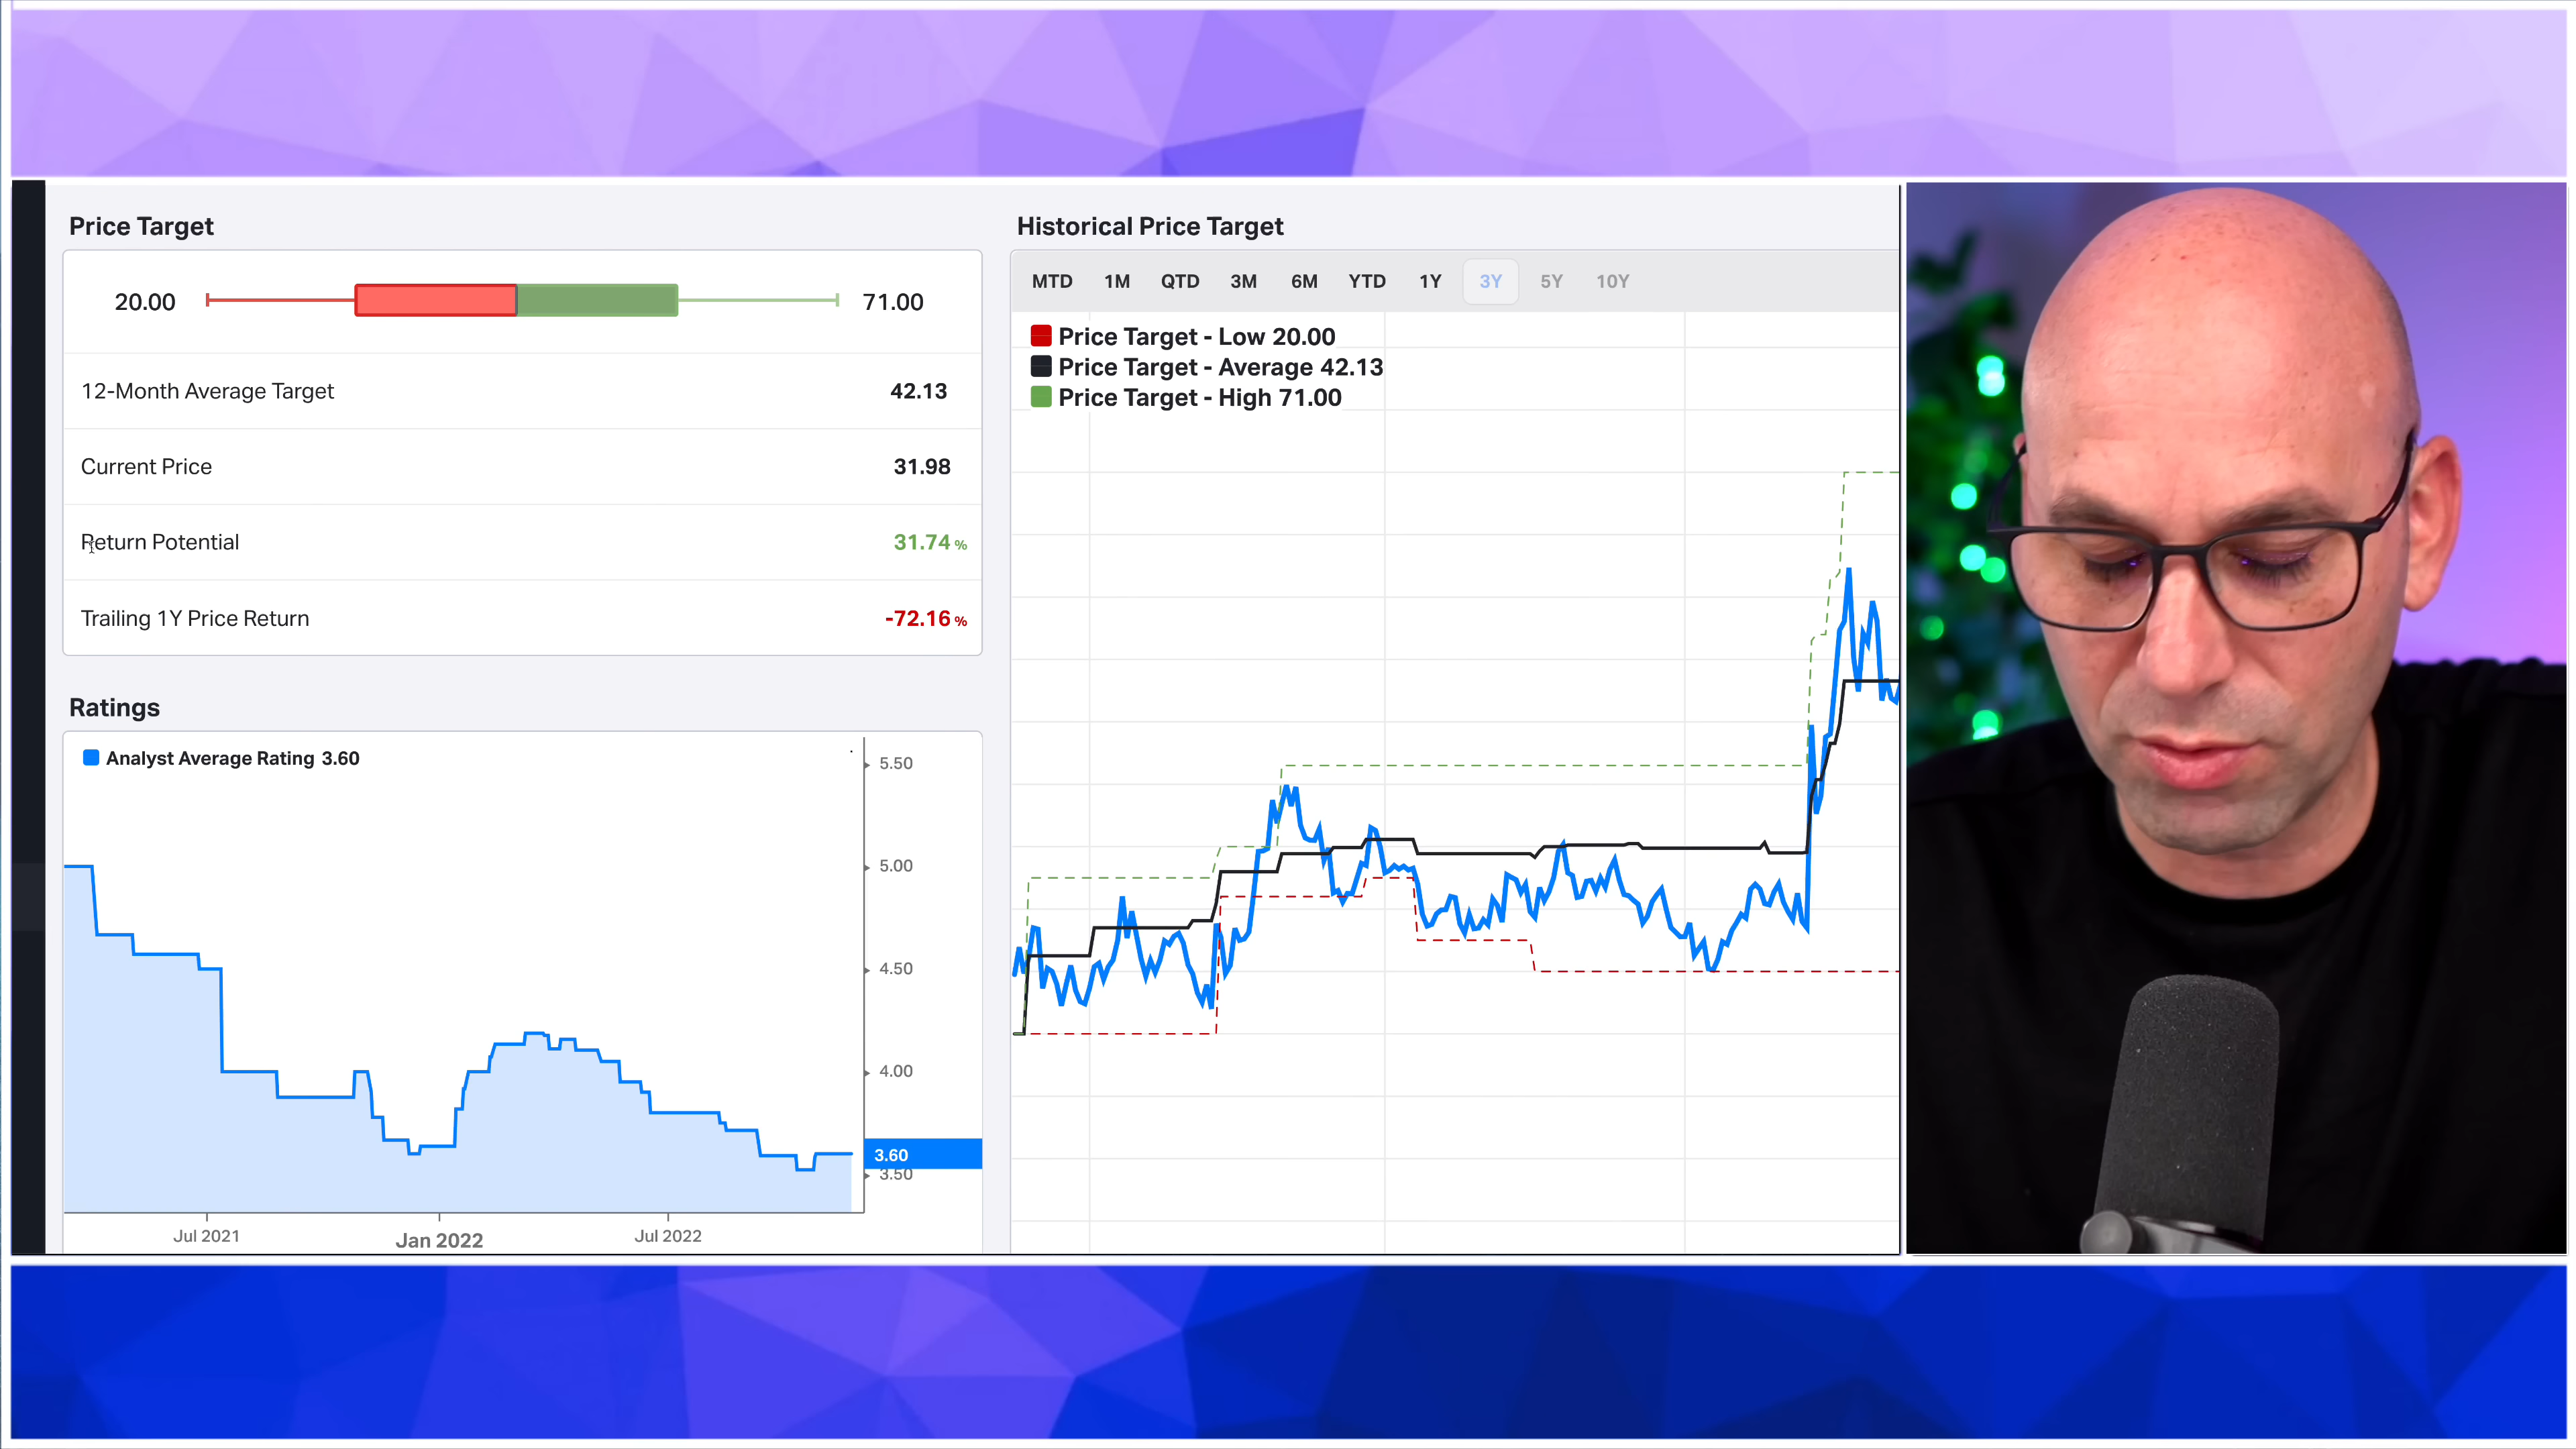 Price Target
20.00
71.00
12-Month Average Target 42.13
Current Price 31.98
Return Potential 31.74 %
Trailing 1Y Price Return -72.16 %
Ratings
Analyst Average Rating 3.60
5.50
5.00
4.50
4.00
3.60
3.50
Jul 2021 Jan 2022 Jul 2022
Historical Price Target
MTD 1M QTD 3M 6M YTD 1Y 3Y 5Y 10Y
Price Target - Low 20.00
Price Target - Average 42.13
Price Target - High 71.00